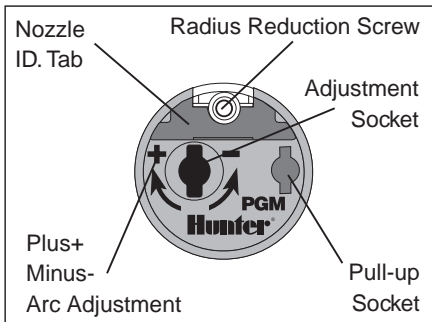 Nozzle
ID. Tab
Radius Reduction Screw
Adjustment
Socket
+ −
PGM
Hunter®
Plus+
Minus-
Arc Adjustment
Pull-up
Socket